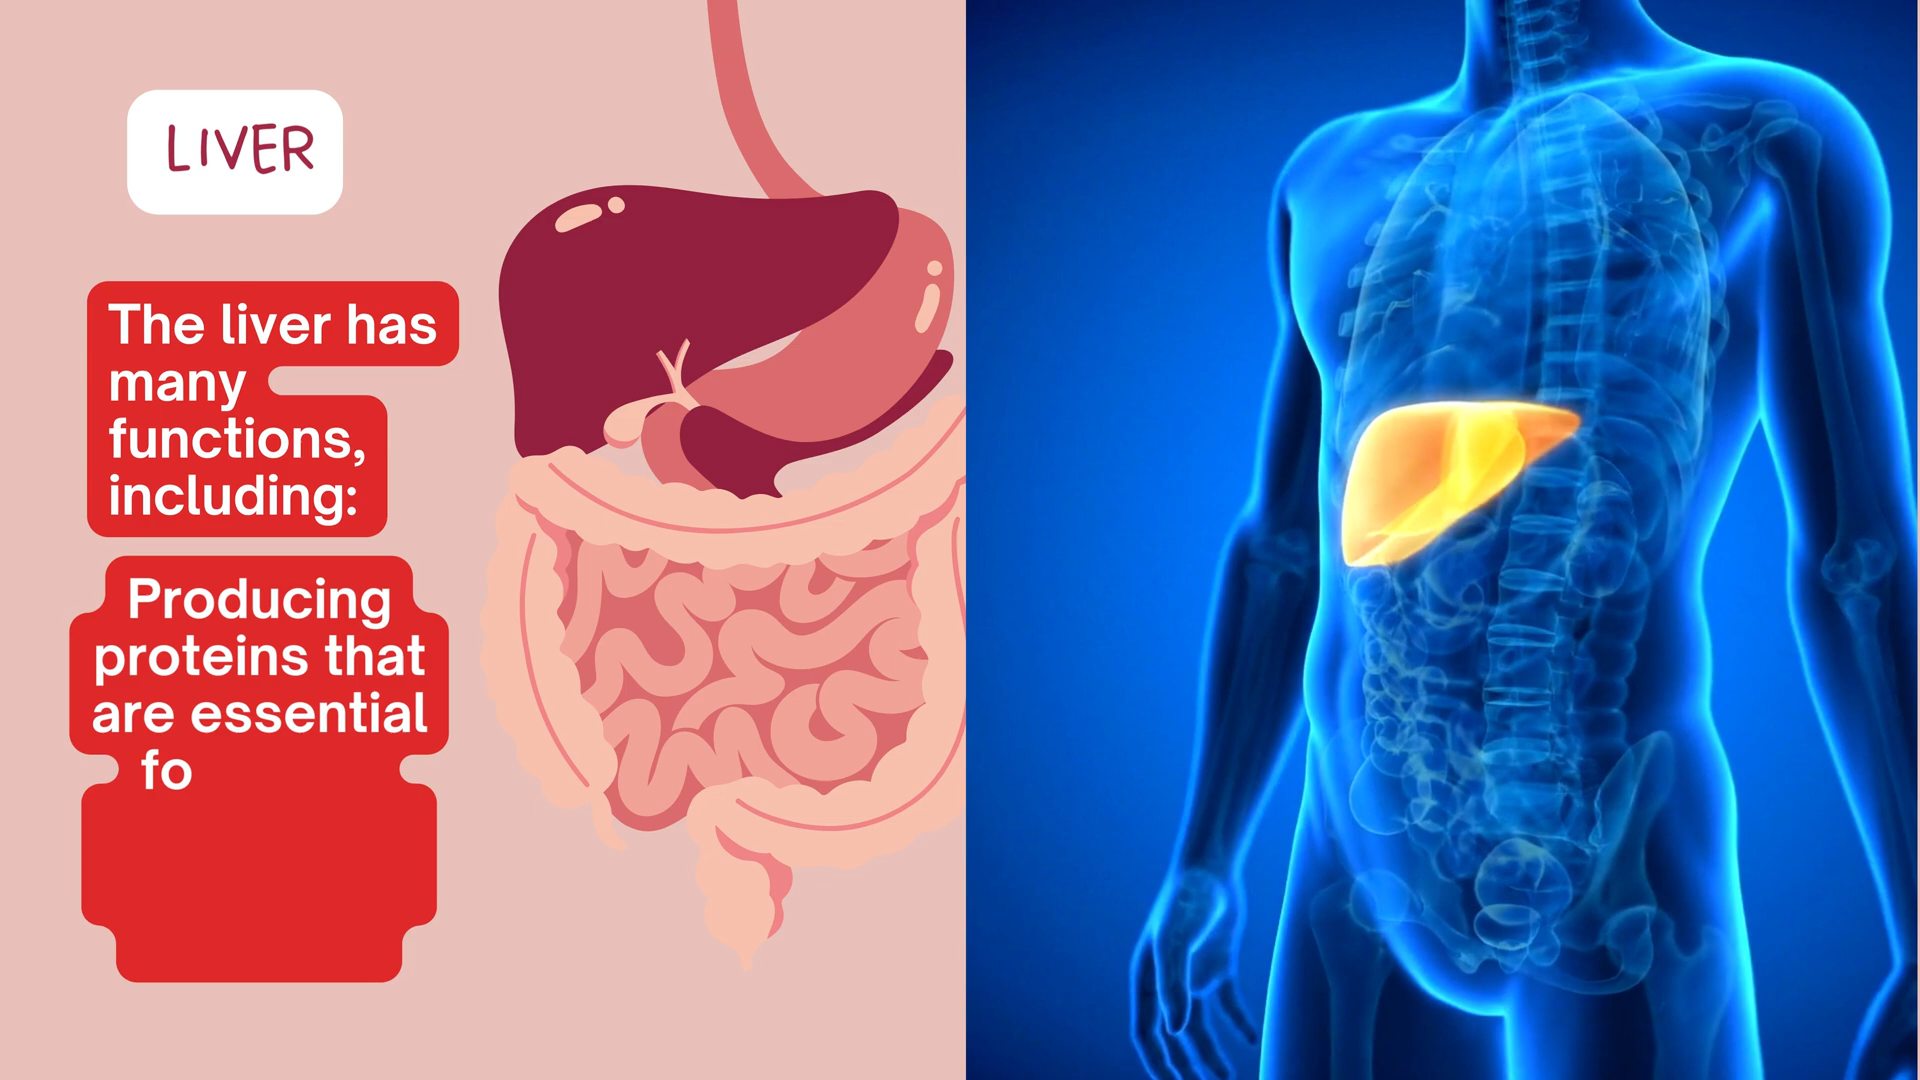 LIVER
The liver has
many
functions,
including:
Producing
proteins that
are essential
fo